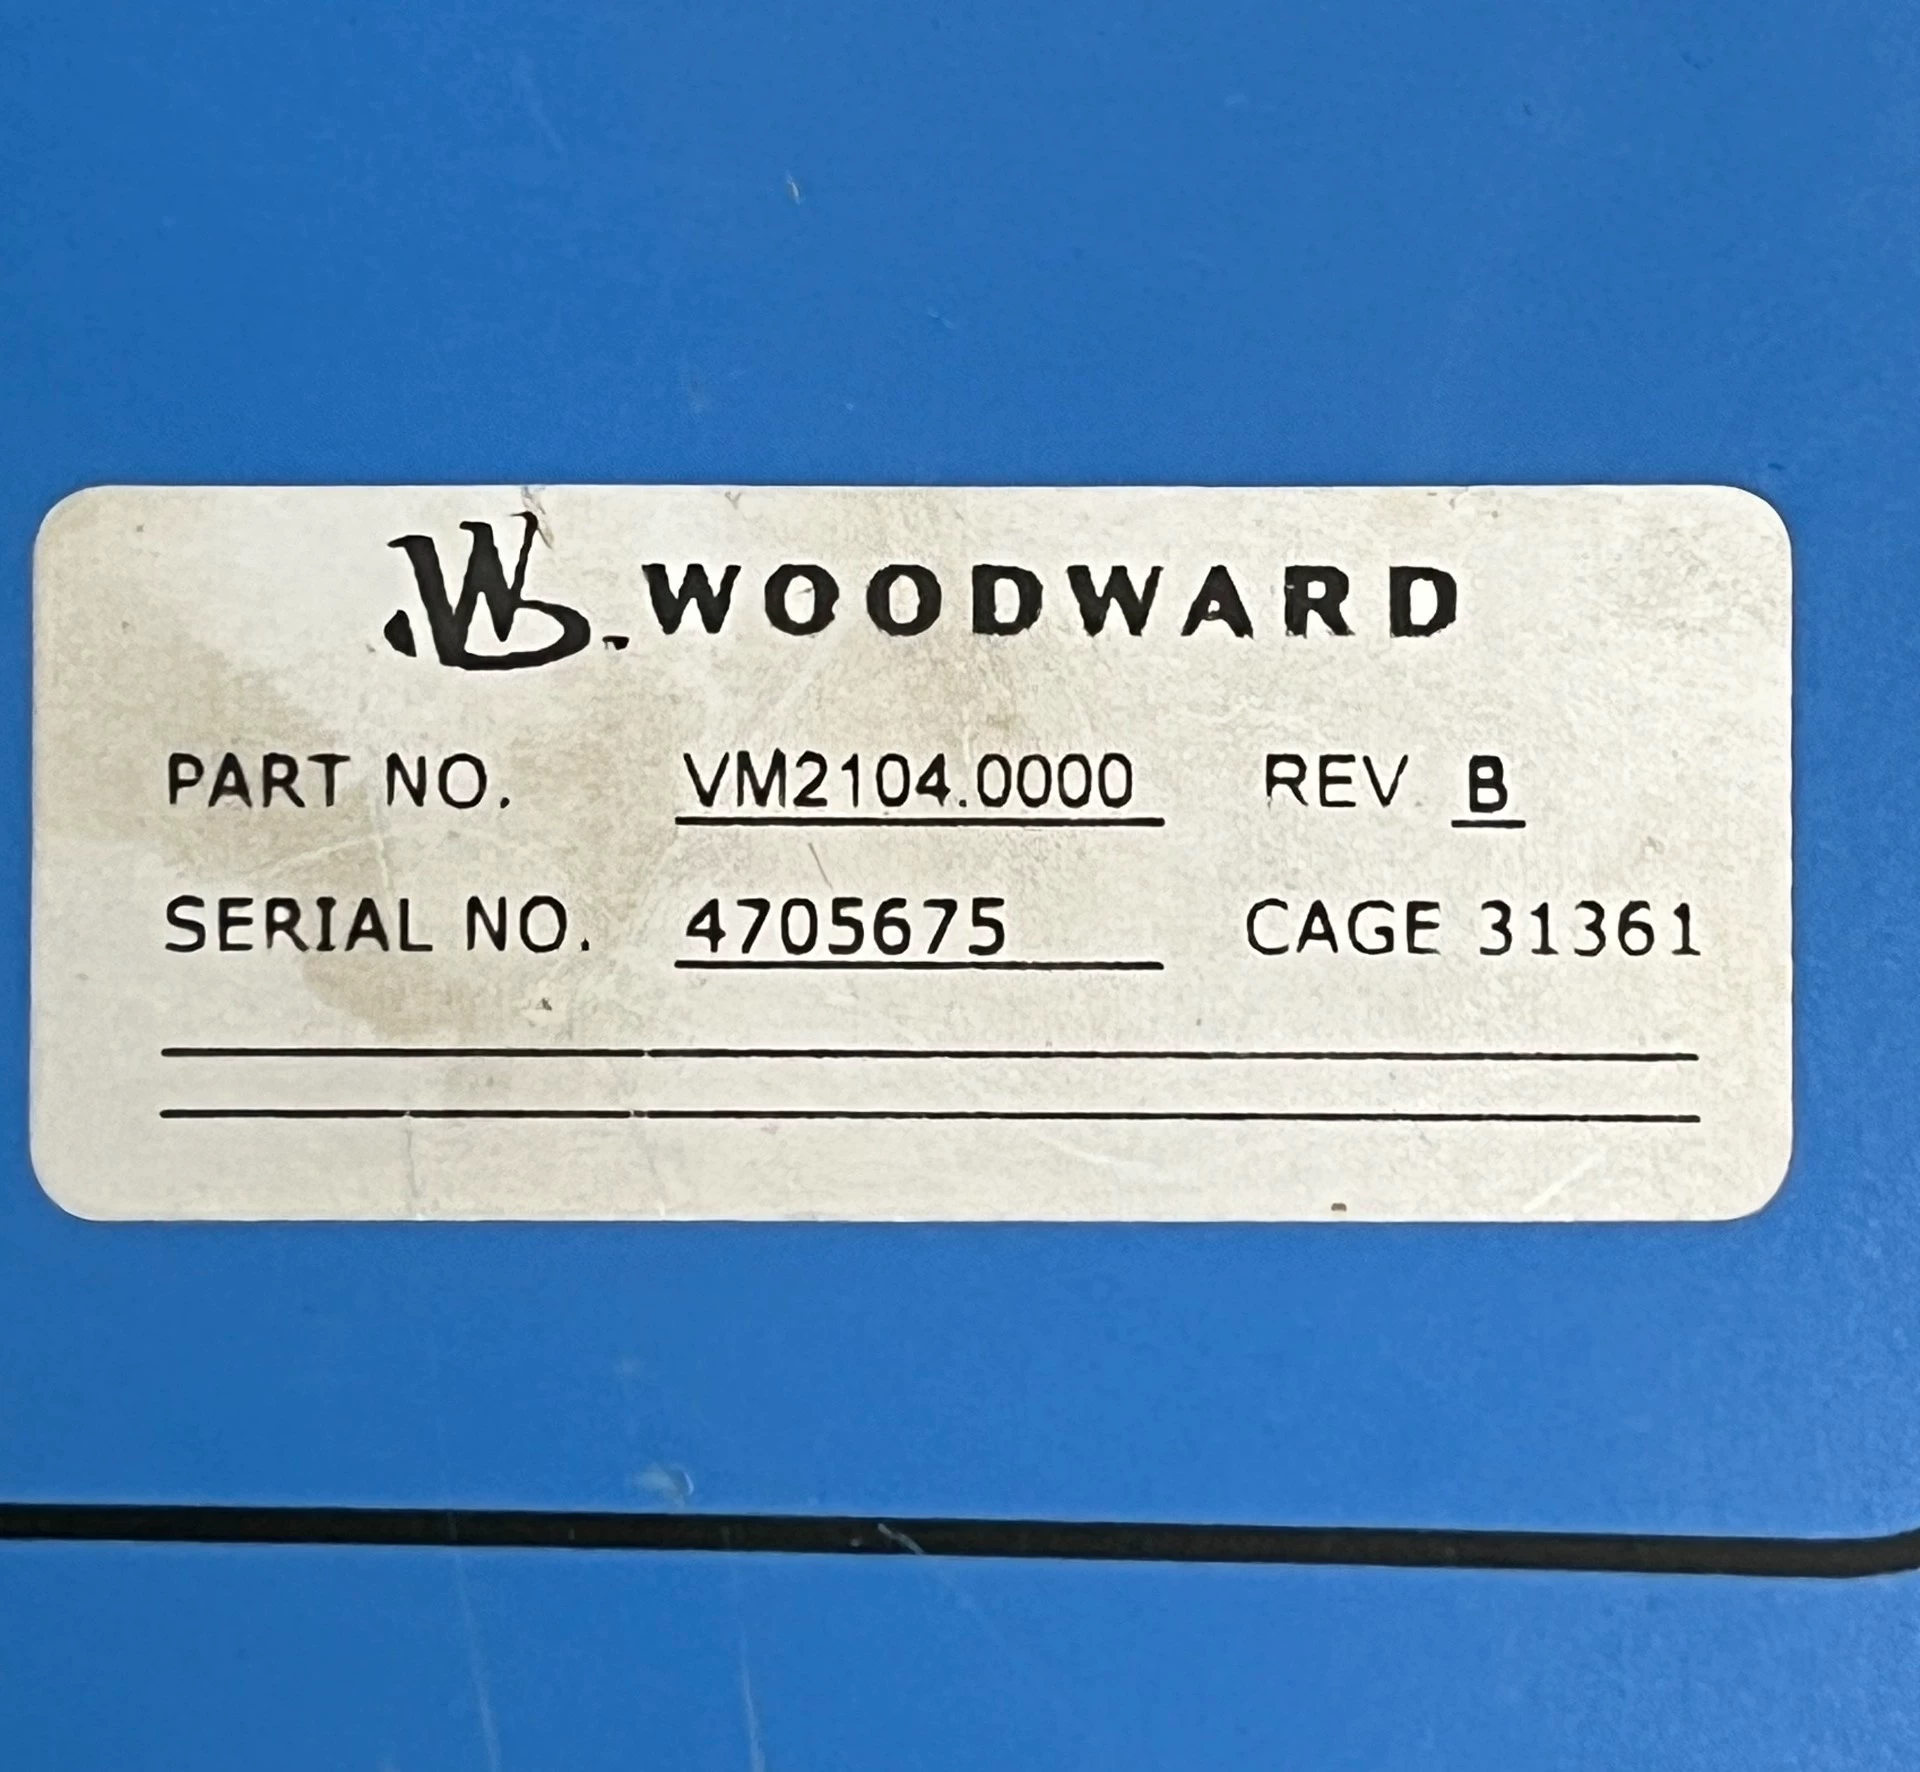 WOODWARD
PART NO. VM2104.0000 REV B
SERIAL NO. 4705675 CAGE 31361